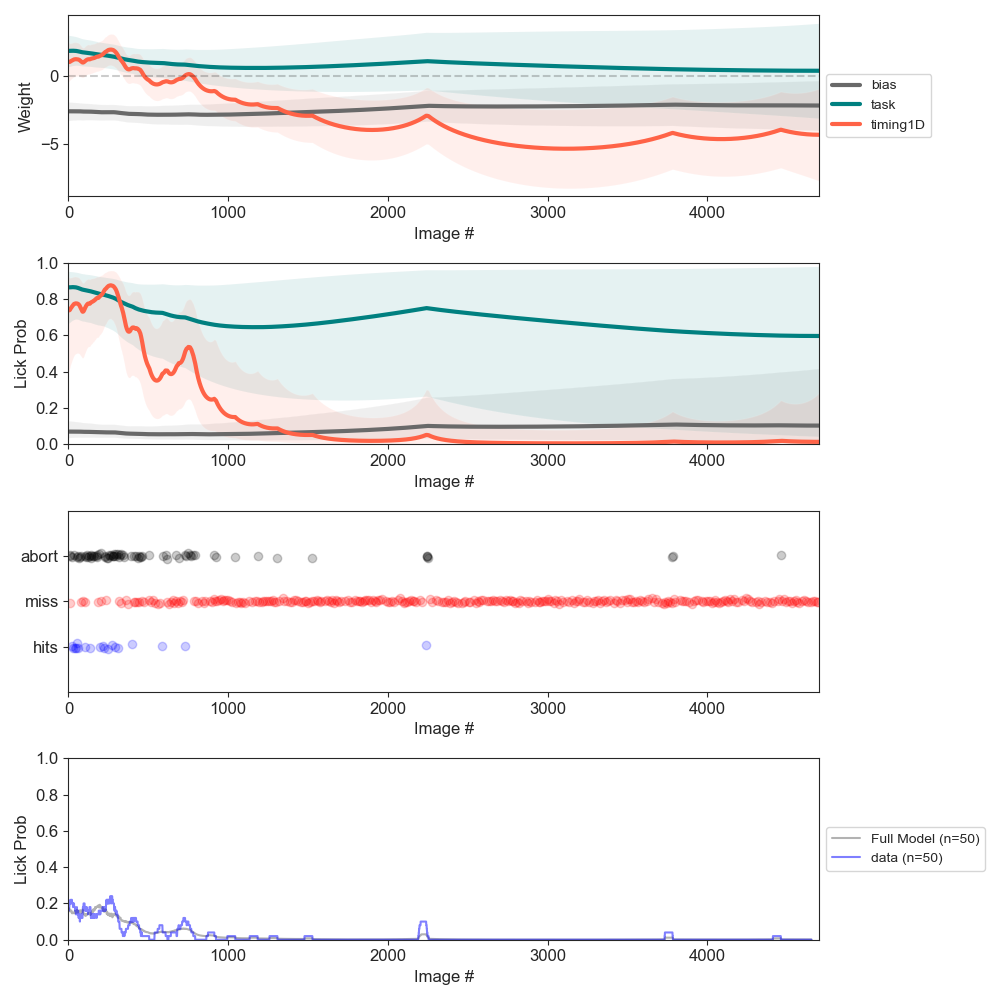 Weight
0
−5
0
1000
2000
3000
4000
Image #
bias
task
timing1D
Lick Prob
1.0
0.8
0.6
0.4
0.2
0.0
0
1000
2000
3000
4000
Image #
abort
miss
hits
0
1000
2000
3000
4000
Image #
Lick Prob
1.0
0.8
0.6
0.4
0.2
0.0
0
1000
2000
3000
4000
Image #
Full Model (n=50)
data (n=50)